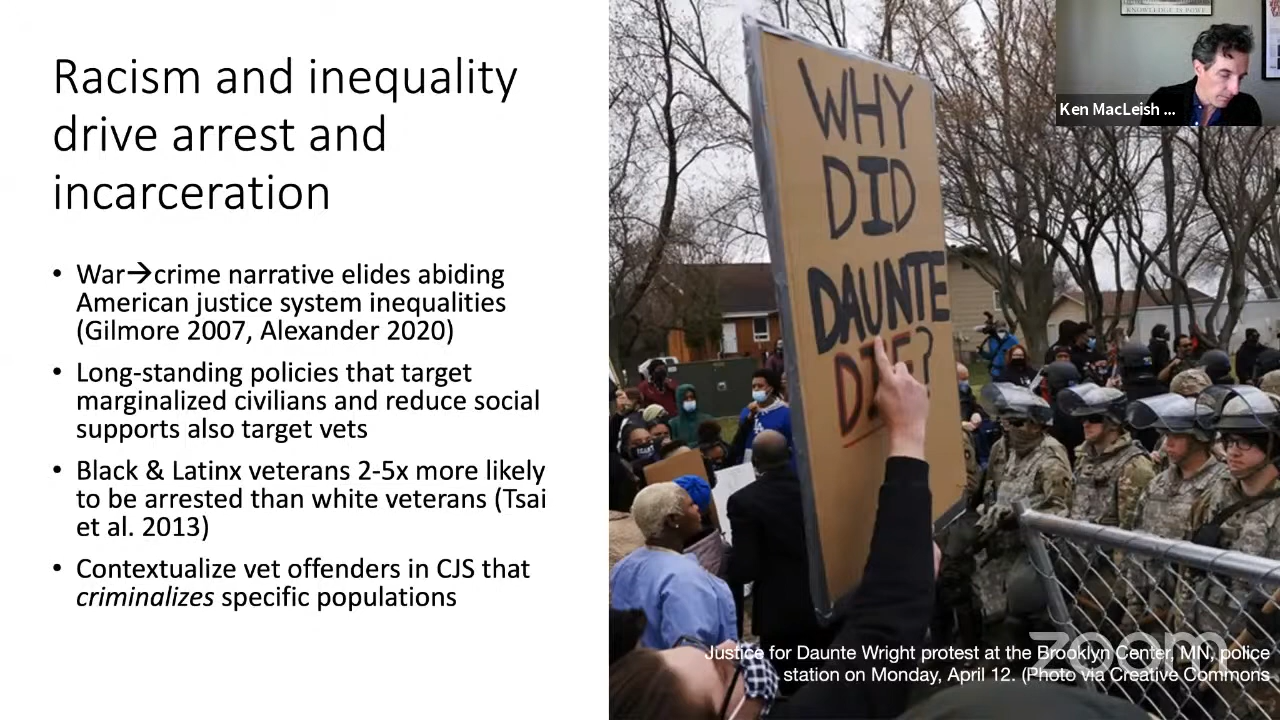 Racism and inequality
drive arrest and
incarceration
• War→crime narrative elides abiding
American justice system inequalities
(Gilmore 2007, Alexander 2020)
• Long-standing policies that target
marginalized civilians and reduce social
supports also target vets
• Black & Latinx veterans 2-5x more likely
to be arrested than white veterans (Tsai
et al. 2013)
• Contextualize vet offenders in CJS that
criminalizes specific populations
WHY
DID
DAUNTE
DIE?
KNOWLEDGE IS POWER
Ken MacLeish ...
Justice for Daunte Wright protest at the Brooklyn Center, MN, police
station on Monday, April 12. (Photo via Creative Commons
zoom